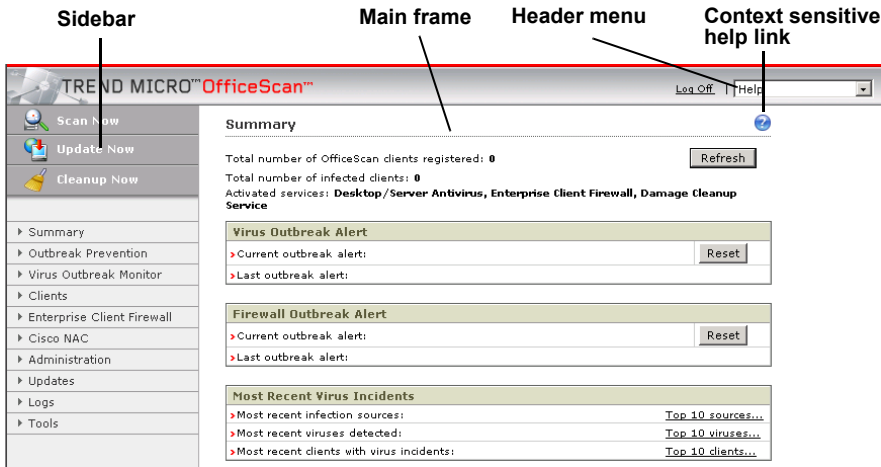 Sidebar
Main frame
Header menu
Context sensitive
help link
TREND MICRO™ OfficeScan™
Log Off | Help
Scan Now
Update Now
Cleanup Now
Summary
Outbreak Prevention
Virus Outbreak Monitor
Clients
Enterprise Client Firewall
Cisco NAC
Administration
Updates
Logs
Tools
Summary
?
Total number of OfficeScan clients registered: 0
Refresh
Total number of infected clients: 0
Activated services: Desktop/Server Antivirus, Enterprise Client Firewall, Damage Cleanup
Service
Virus Outbreak Alert
Current outbreak alert:
Reset
Last outbreak alert:
Firewall Outbreak Alert
Current outbreak alert:
Reset
Last outbreak alert:
Most Recent Virus Incidents
Most recent infection sources:
Top 10 sources...
Most recent viruses detected:
Top 10 viruses...
Most recent clients with virus incidents:
Top 10 clients...